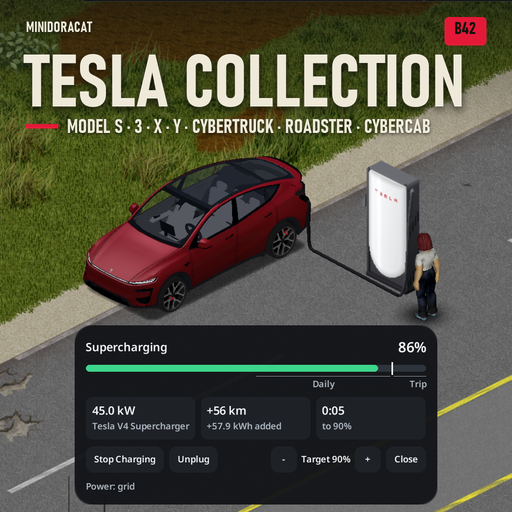 MINIDORACAT
B42
TESLA COLLECTION
MODEL S · 3 · X · Y · CYBERTRUCK · ROADSTER · CYBERCAB
TESLA
Supercharging 86%
Daily Trip
45.0 kW +56 km 0:05
Tesla V4 Supercharger +57.9 kWh added to 90%
Stop Charging Unplug - Target 90% + Close
Power: grid